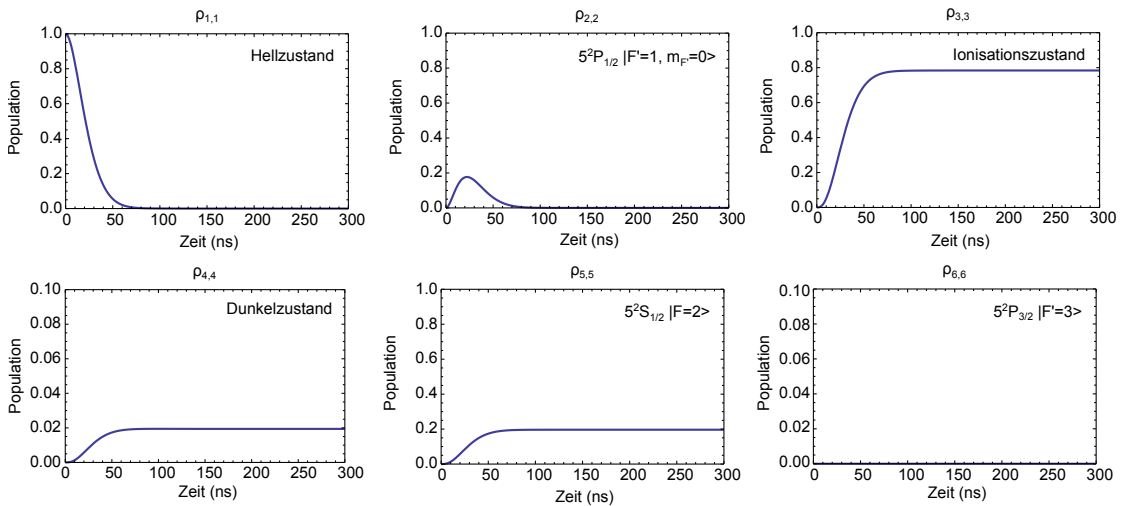 ρ1,1
1.0
0.8
0.6
0.4
0.2
0.0
Population
Hellzustand
0 50 100 150 200 250 300
Zeit (ns)
ρ2,2
1.0
0.8
0.6
0.4
0.2
0.0
Population
5²P1/2 |F'=1, mF'=0>
0 50 100 150 200 250 300
Zeit (ns)
ρ3,3
1.0
0.8
0.6
0.4
0.2
0.0
Population
Ionisationszustand
0 50 100 150 200 250 300
Zeit (ns)
ρ4,4
0.10
0.08
0.06
0.04
0.02
0.00
Population
Dunkelzustand
0 50 100 150 200 250 300
Zeit (ns)
ρ5,5
1.0
0.8
0.6
0.4
0.2
0.0
Population
5²S1/2 |F=2>
0 50 100 150 200 250 300
Zeit (ns)
ρ6,6
0.10
0.08
0.06
0.04
0.02
0.00
Population
5²P3/2 |F'=3>
0 50 100 150 200 250 300
Zeit (ns)